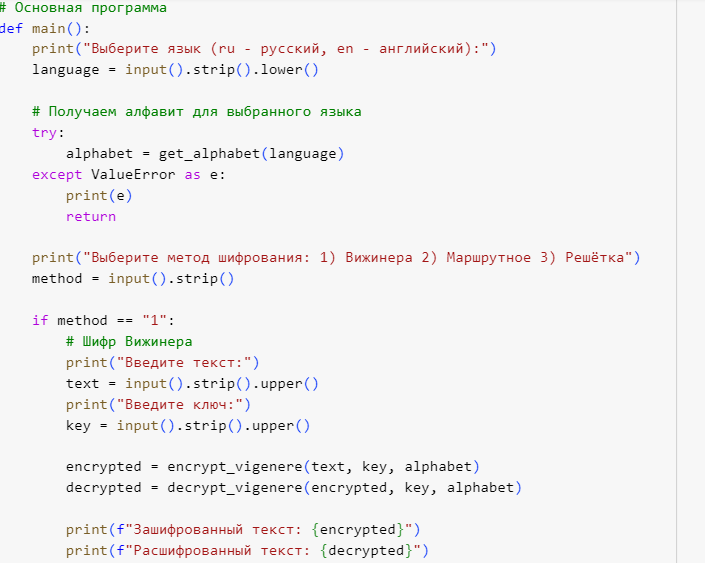 # Основная программа
def main():
    print("Выберите язык (ru - русский, en - английский):")
    language = input().strip().lower()

    # Получаем алфавит для выбранного языка
    try:
        alphabet = get_alphabet(language)
    except ValueError as e:
        print(e)
        return

    print("Выберите метод шифрования: 1) Вижинера 2) Маршрутное 3) Решётка")
    method = input().strip()

    if method == "1":
        # Шифр Вижинера
        print("Введите текст:")
        text = input().strip().upper()
        print("Введите ключ:")
        key = input().strip().upper()

        encrypted = encrypt_vigenere(text, key, alphabet)
        decrypted = decrypt_vigenere(encrypted, key, alphabet)

        print(f"Зашифрованный текст: {encrypted}")
        print(f"Расшифрованный текст: {decrypted}")